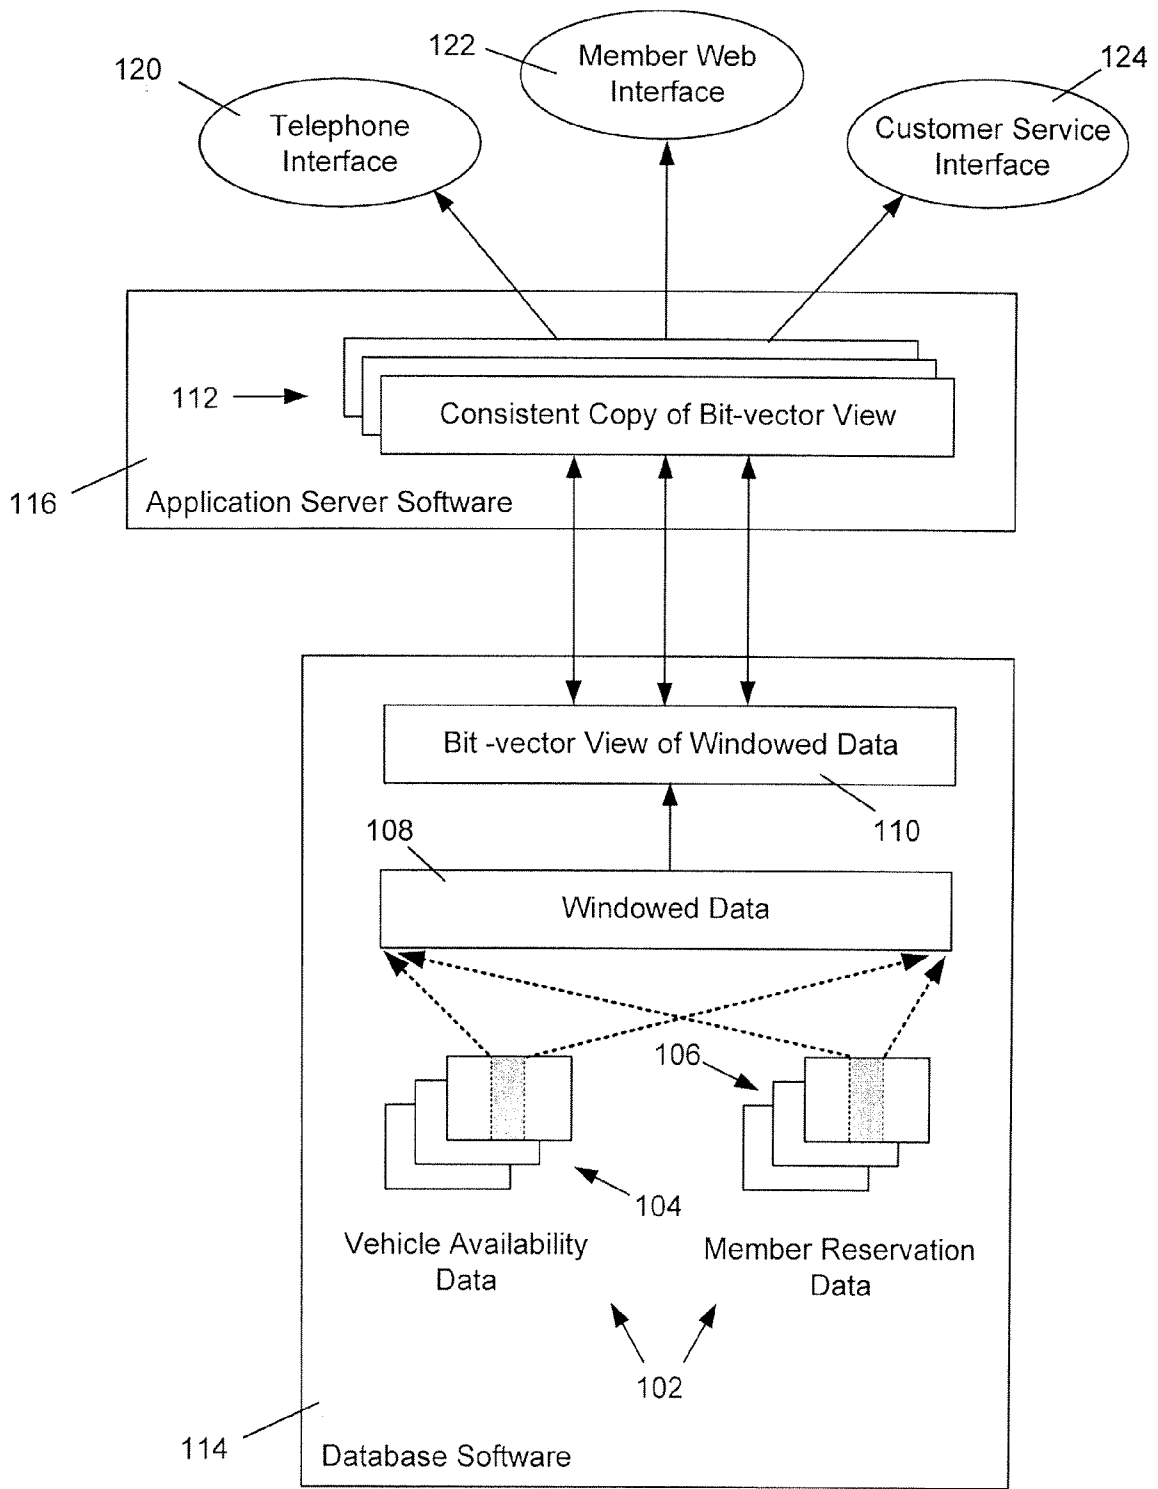 122
Member Web
Interface
120
124
Telephone
Interface
Customer Service
Interface
112
Consistent Copy of Bit-vector View
116
Application Server Software
Bit -vector View of Windowed Data
110
108
Windowed Data
106
104
Vehicle Availability
Data
Member Reservation
Data
102
114
Database Software